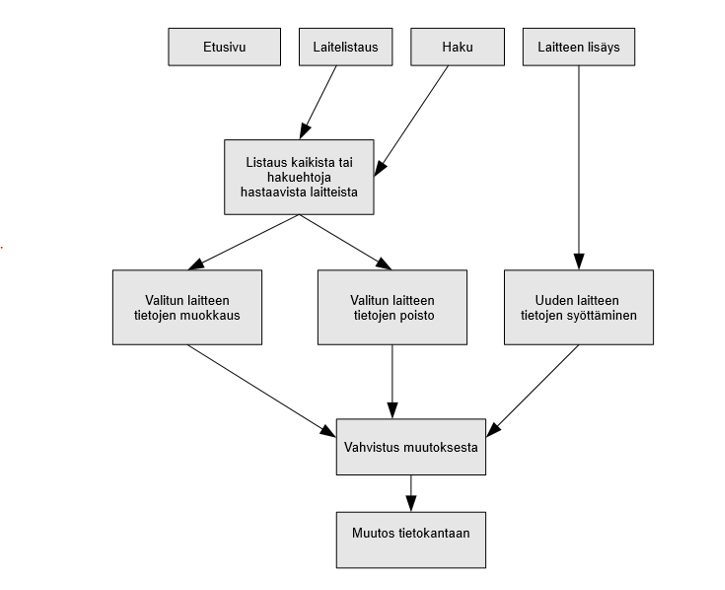 Etusivu
Laitelistaus
Haku
Laitteen lisäys
Listaus kaikista tai
hakuehtoja
hastaavista laitteista
Valitun laitteen
tietojen muokkaus
Valitun laitteen
tietojen poisto
Uuden laitteen
tietojen syöttäminen
Vahvistus muutoksesta
Muutos tietokantaan